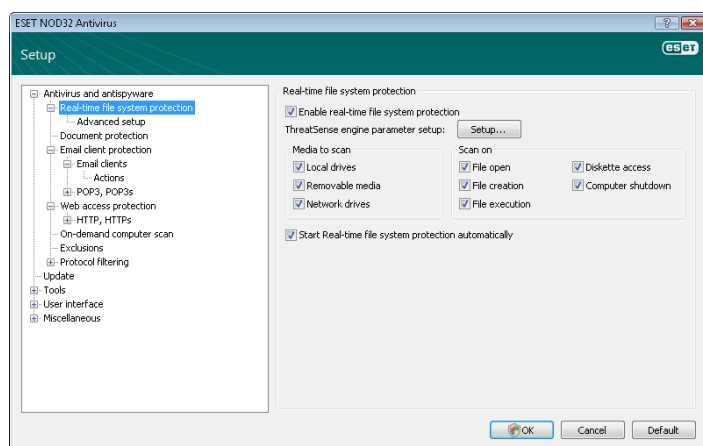 ESET NOD32 Antivirus
Setup
eset
Antivirus and antispyware
Real-time file system protection
Advanced setup
Document protection
Email client protection
Email clients
Actions
POP3, POP3s
Web access protection
HTTP, HTTPs
On-demand computer scan
Exclusions
Protocol filtering
Update
Tools
User interface
Miscellaneous
Real-time file system protection
Enable real-time file system protection
ThreatSense engine parameter setup: Setup...
Media to scan
Local drives
Removable media
Network drives
Scan on
File open
Diskette access
File creation
Computer shutdown
File execution
Start Real-time file system protection automatically
OK Cancel Default